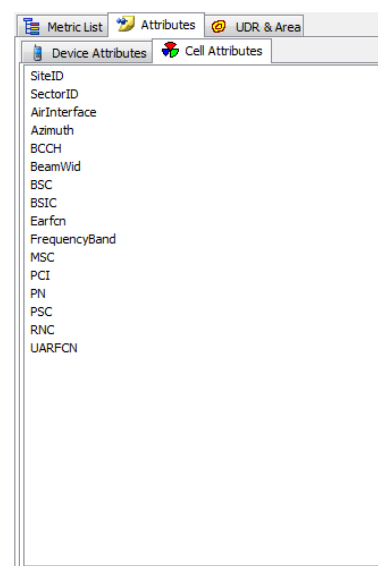 Metric List Attributes UDR & Area
Device Attributes Cell Attributes
SiteID
SectorID
AirInterface
Azimuth
BCCH
BeamWid
BSC
BSIC
Earfcn
FrequencyBand
MSC
PCI
PN
PSC
RNC
UARFCN